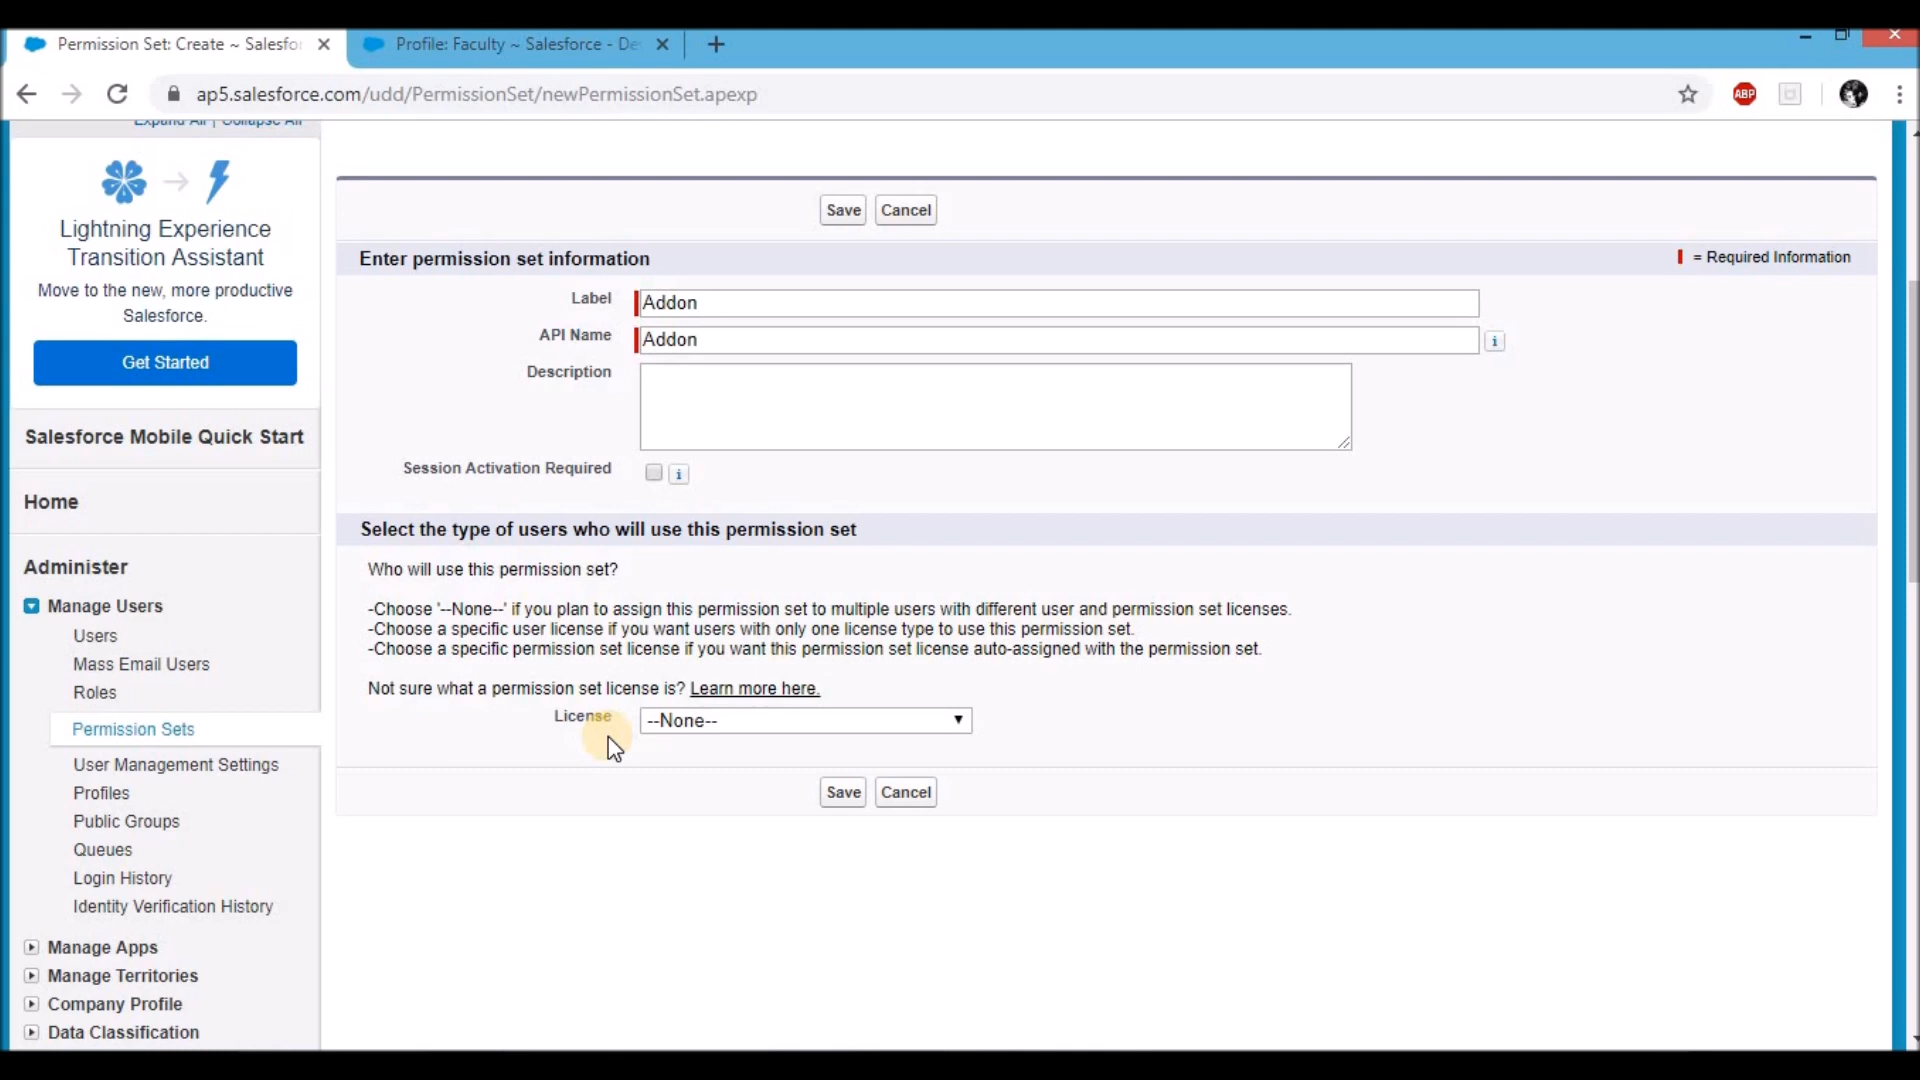 Permission Set: Create ~ Salesfo
Profile: Faculty ~ Salesforce - De
ap5.salesforce.com/udd/PermissionSet/newPermissionSet.apexp
ABP
Expand All | Collapse All
Lightning Experience
Transition Assistant
Move to the new, more productive
Salesforce.
Get Started
Salesforce Mobile Quick Start
Home
Administer
Manage Users
Users
Mass Email Users
Roles
Permission Sets
User Management Settings
Profiles
Public Groups
Queues
Login History
Identity Verification History
Manage Apps
Manage Territories
Company Profile
Data Classification
Save Cancel
Enter permission set information
= Required Information
Label Addon
API Name Addon
Description
Session Activation Required
Select the type of users who will use this permission set
Who will use this permission set?
-Choose '--None--' if you plan to assign this permission set to multiple users with different user and permission set licenses.
-Choose a specific user license if you want users with only one license type to use this permission set.
-Choose a specific permission set license if you want this permission set license auto-assigned with the permission set.
Not sure what a permission set license is? Learn more here.
License --None--
Save Cancel